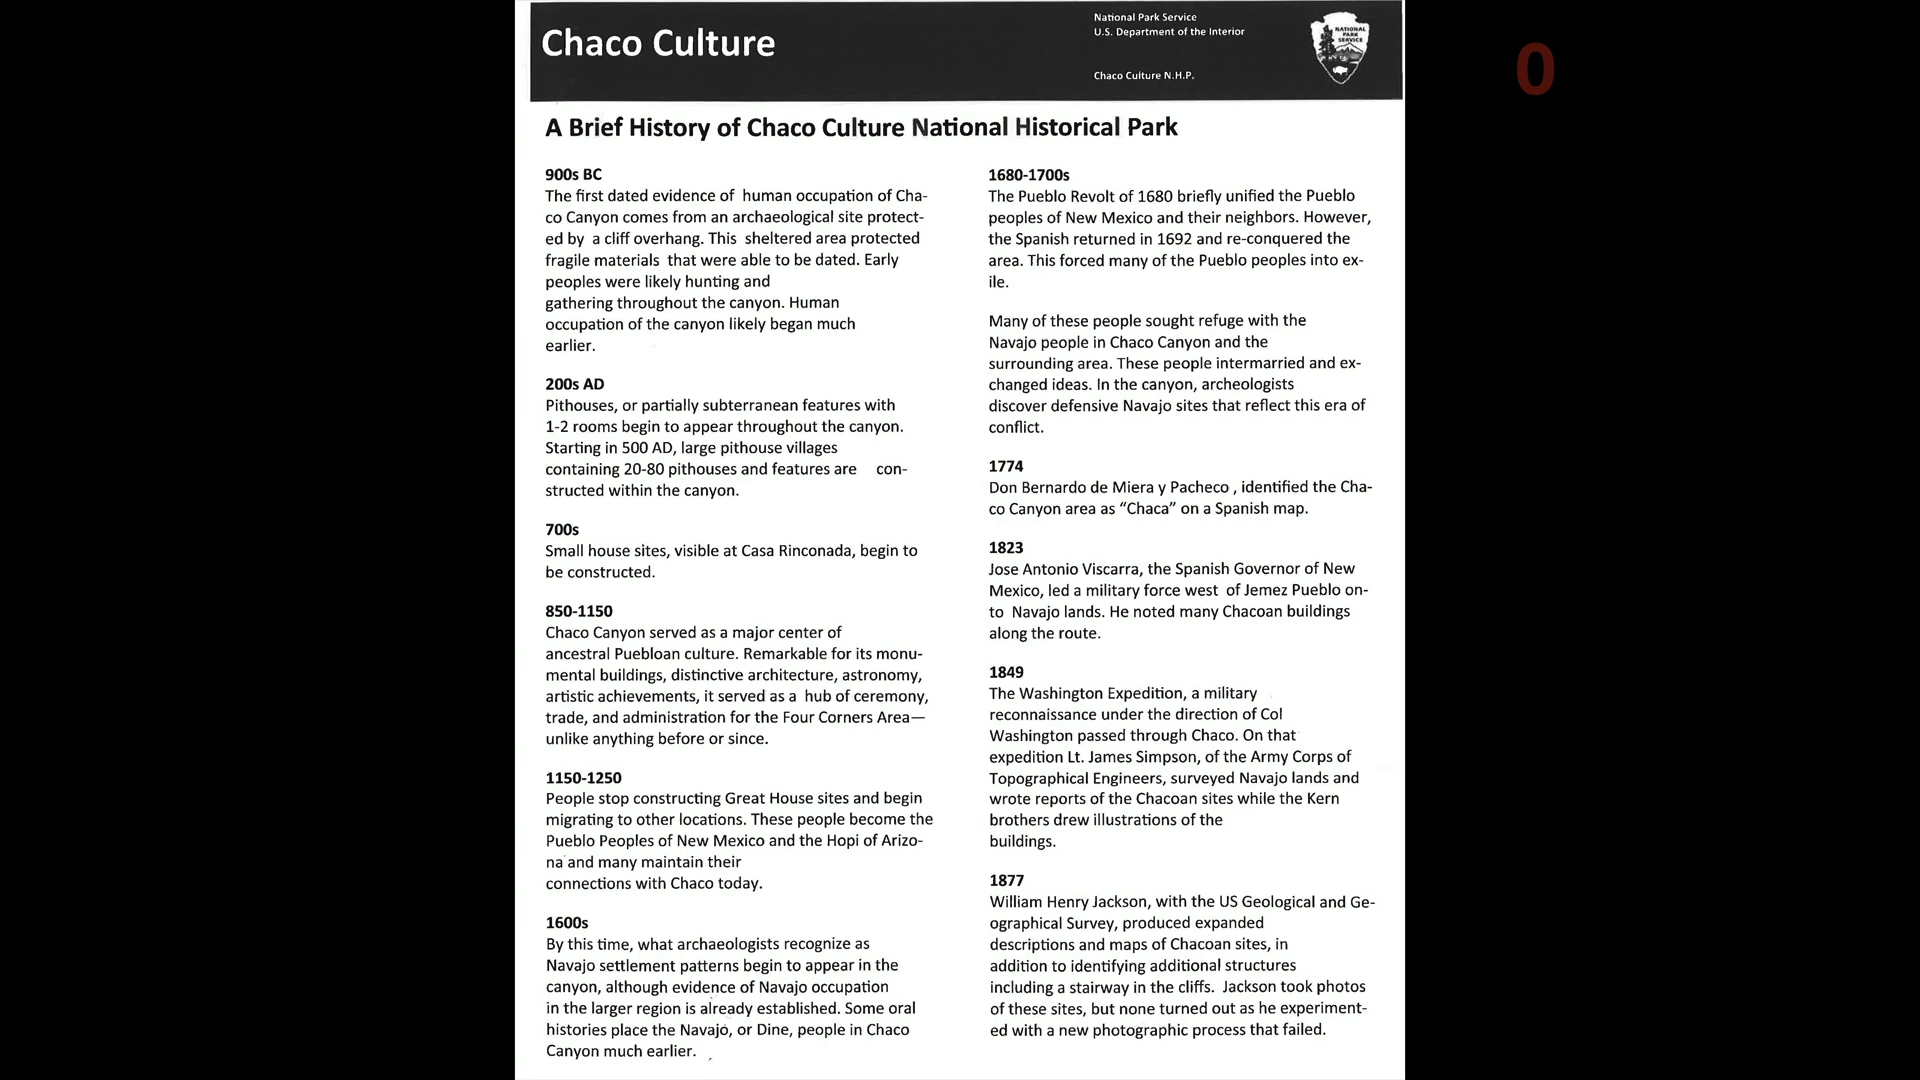 Chaco Culture
National Park Service
U.S. Department of the Interior
Chaco Culture N.H.P.
NATIONAL
PARK
SERVICE
0
A Brief History of Chaco Culture National Historical Park
900s BC
The first dated evidence of human occupation of Cha-
co Canyon comes from an archaeological site protect-
ed by a cliff overhang. This sheltered area protected
fragile materials that were able to be dated. Early
peoples were likely hunting and
gathering throughout the canyon. Human
occupation of the canyon likely began much
earlier.
200s AD
Pithouses, or partially subterranean features with
1-2 rooms begin to appear throughout the canyon.
Starting in 500 AD, large pithouse villages
containing 20-80 pithouses and features are con-
structed within the canyon.
700s
Small house sites, visible at Casa Rinconada, begin to
be constructed.
850-1150
Chaco Canyon served as a major center of
ancestral Puebloan culture. Remarkable for its monu-
mental buildings, distinctive architecture, astronomy,
artistic achievements, it served as a hub of ceremony,
trade, and administration for the Four Corners Area—
unlike anything before or since.
1150-1250
People stop constructing Great House sites and begin
migrating to other locations. These people become the
Pueblo Peoples of New Mexico and the Hopi of Arizo-
na and many maintain their
connections with Chaco today.
1600s
By this time, what archaeologists recognize as
Navajo settlement patterns begin to appear in the
canyon, although evidence of Navajo occupation
in the larger region is already established. Some oral
histories place the Navajo, or Dine, people in Chaco
Canyon much earlier.
1680-1700s
The Pueblo Revolt of 1680 briefly unified the Pueblo
peoples of New Mexico and their neighbors. However,
the Spanish returned in 1692 and re-conquered the
area. This forced many of the Pueblo peoples into ex-
ile.
Many of these people sought refuge with the
Navajo people in Chaco Canyon and the
surrounding area. These people intermarried and ex-
changed ideas. In the canyon, archeologists
discover defensive Navajo sites that reflect this era of
conflict.
1774
Don Bernardo de Miera y Pacheco , identified the Cha-
co Canyon area as “Chaca” on a Spanish map.
1823
Jose Antonio Viscarra, the Spanish Governor of New
Mexico, led a military force west of Jemez Pueblo on-
to Navajo lands. He noted many Chacoan buildings
along the route.
1849
The Washington Expedition, a military
reconnaissance under the direction of Col
Washington passed through Chaco. On that
expedition Lt. James Simpson, of the Army Corps of
Topographical Engineers, surveyed Navajo lands and
wrote reports of the Chacoan sites while the Kern
brothers drew illustrations of the
buildings.
1877
William Henry Jackson, with the US Geological and Ge-
ographical Survey, produced expanded
descriptions and maps of Chacoan sites, in
addition to identifying additional structures
including a stairway in the cliffs. Jackson took photos
of these sites, but none turned out as he experiment-
ed with a new photographic process that failed.